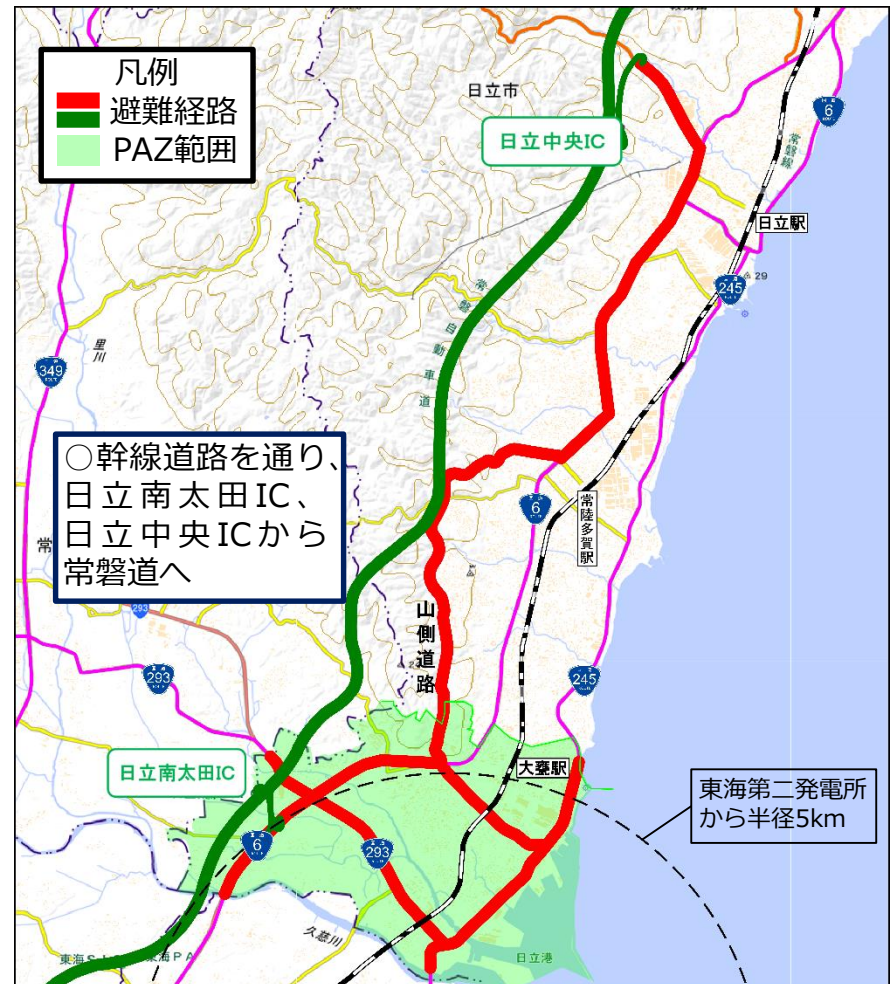 凡例
避難経路
PAZ範囲
日立市
6
日立中央IC
常磐線
日立駅
29
245
常磐自動車道
里川
349
○幹線道路を通り、
日立南太田IC、
日立中央ICから
常磐道へ
6
常陸多賀駅
常
293
山側道路
293
245
日立南太田IC
大甕駅
東海第二発電所
から半径5km
6
293
久慈川
東海PA
日立港